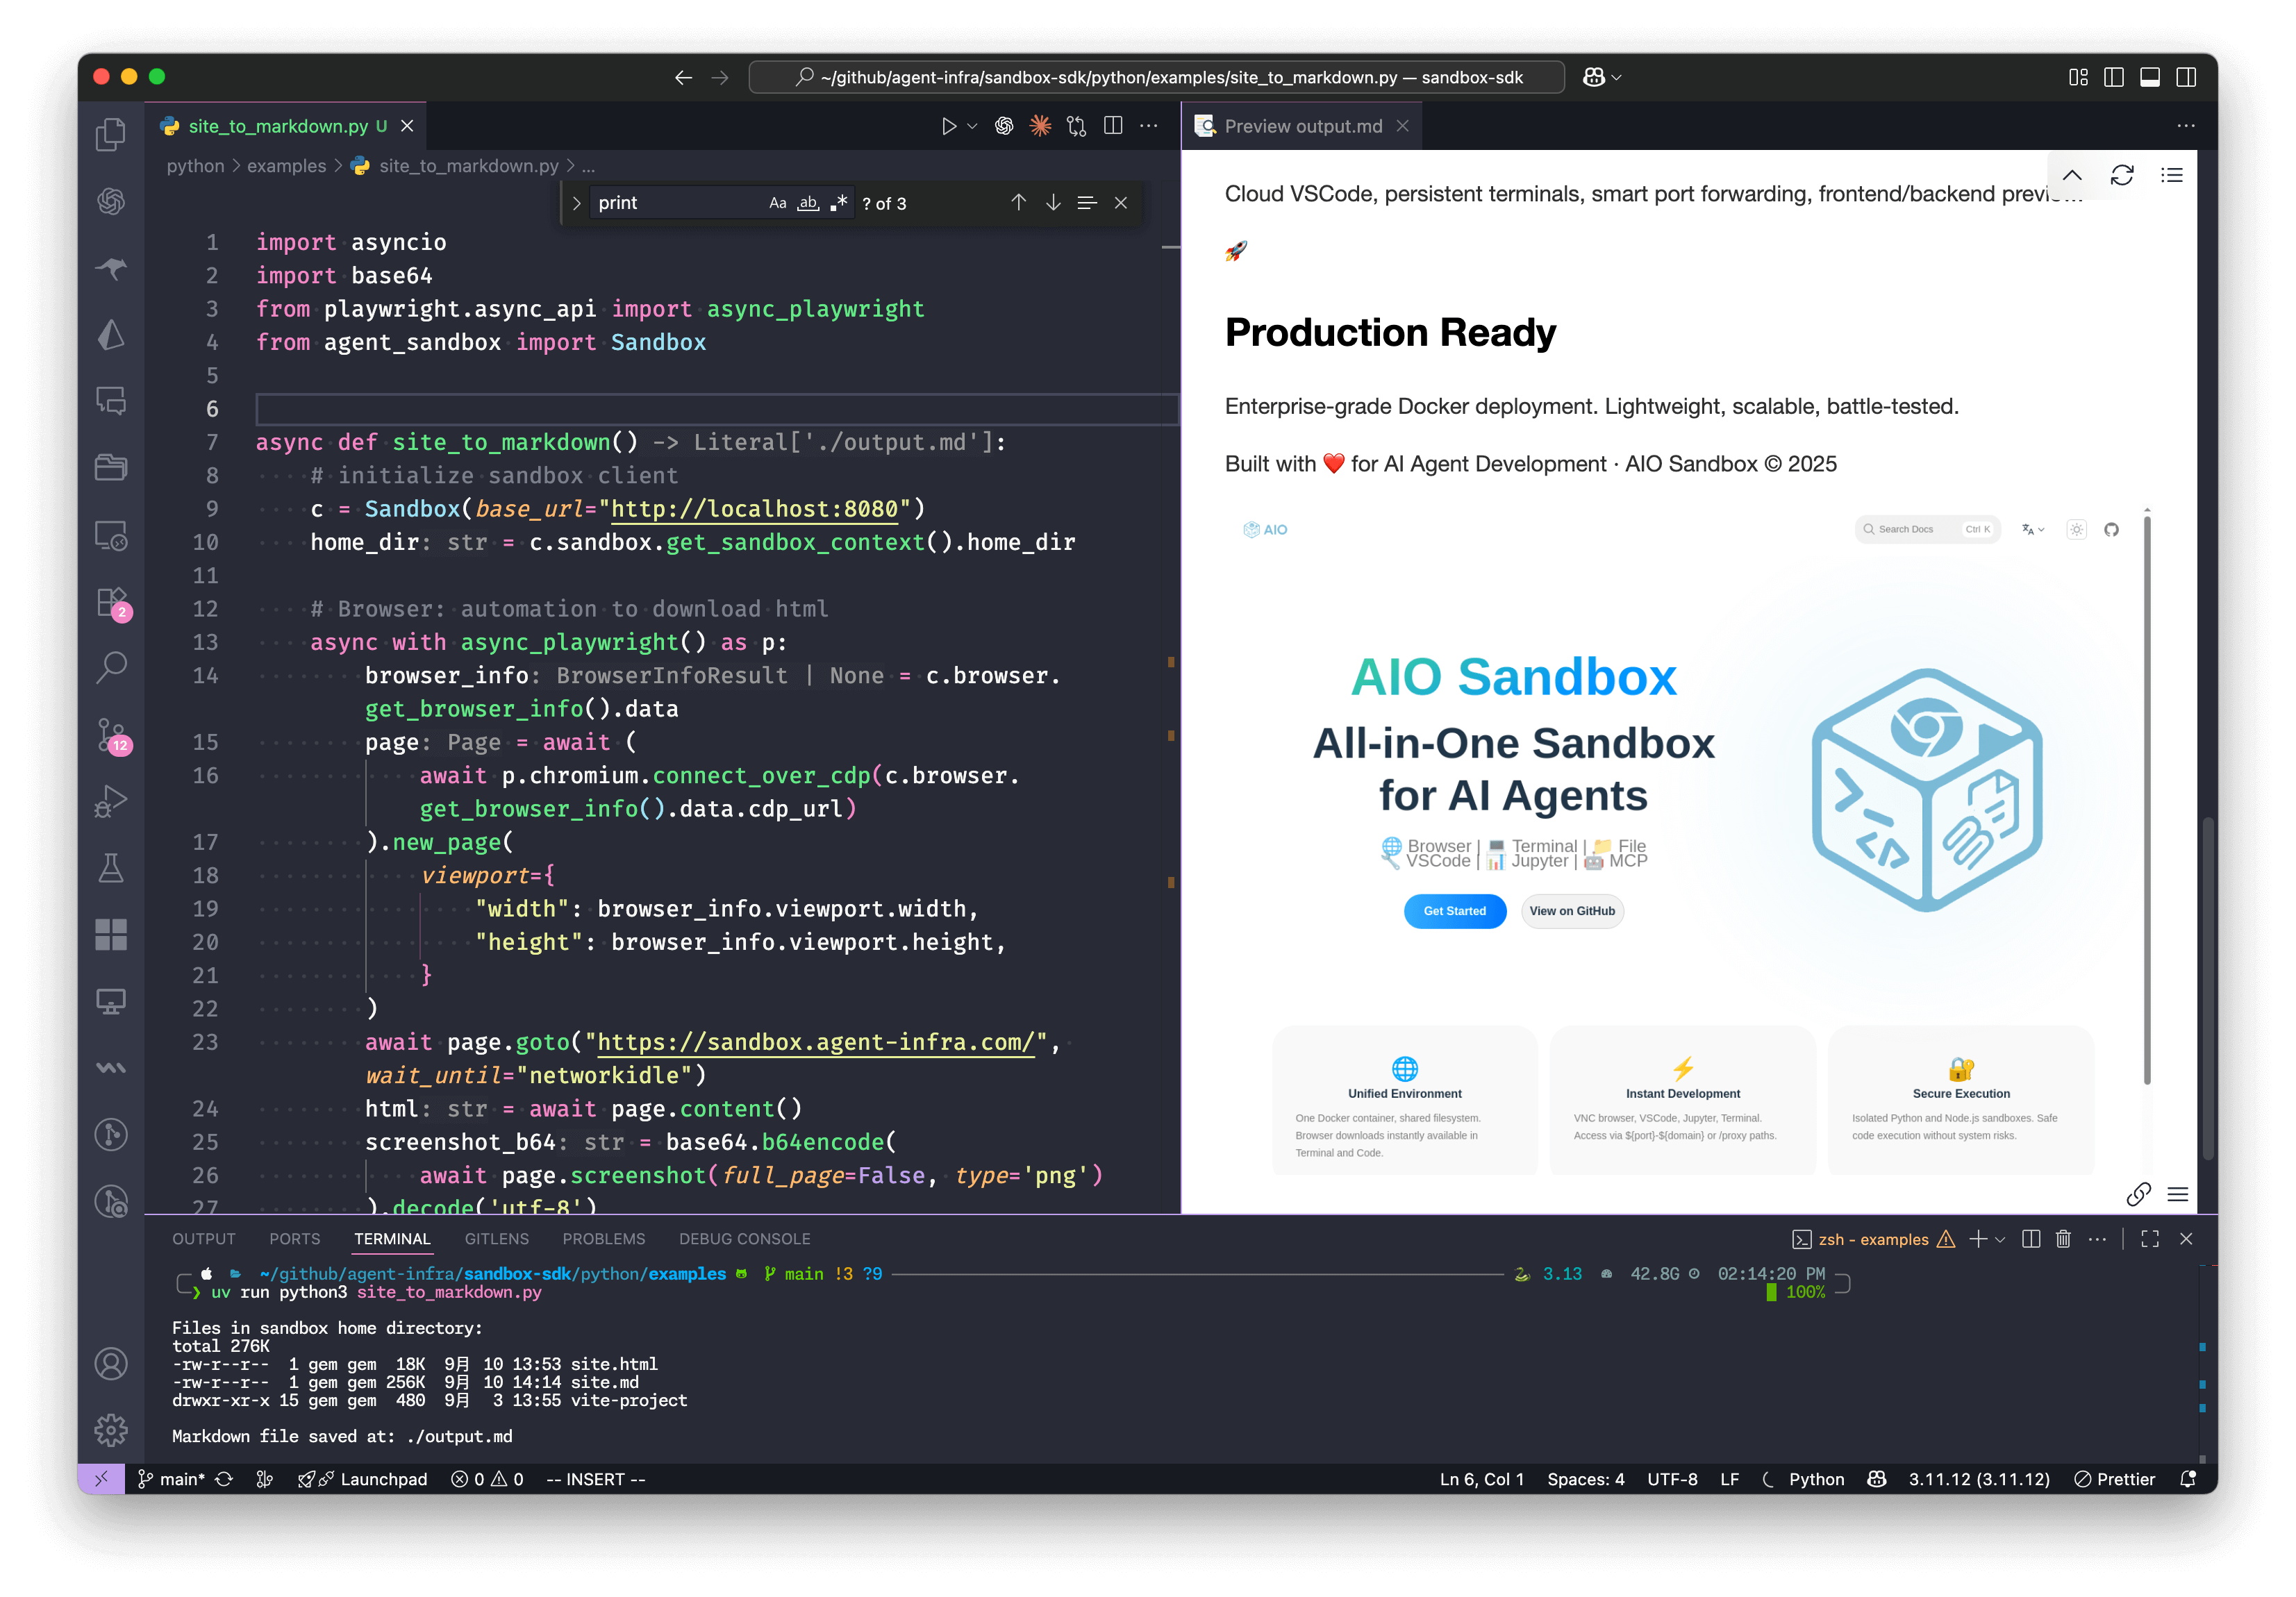 ~/github/agent-infra/sandbox-sdk/python/examples/site_to_markdown.py — sandbox-sdk
site_to_markdown.py U
python > examples > site_to_markdown.py > ...
print
Aa ab .* ? of 3
1 import asyncio
2 import base64
3 from playwright.async_api import async_playwright
4 from agent_sandbox import Sandbox
5
6
7 async def site_to_markdown() -> Literal['./output.md']:
8 # initialize sandbox client
9 c = Sandbox(base_url="http://localhost:8080")
10 home_dir: str = c.sandbox.get_sandbox_context().home_dir
11
12 # Browser: automation to download html
13 async with async_playwright() as p:
14 browser_info: BrowserInfoResult | None = c.browser.
get_browser_info().data
15 page: Page = await (
16 await p.chromium.connect_over_cdp(c.browser.
get_browser_info().data.cdp_url)
17 ).new_page(
18 viewport={
19 "width": browser_info.viewport.width,
20 "height": browser_info.viewport.height,
21 }
22 )
23 await page.goto("https://sandbox.agent-infra.com/",
wait_until="networkidle")
24 html: str = await page.content()
25 screenshot_b64: str = base64.b64encode(
26 await page.screenshot(full_page=False, type='png')
27 ).decode('utf-8')
Preview output.md
Cloud VSCode, persistent terminals, smart port forwarding, frontend/backend previ...
🚀
Production Ready
Enterprise-grade Docker deployment. Lightweight, scalable, battle-tested.
Built with ❤️ for AI Agent Development · AIO Sandbox © 2025
AIO
Search Docs Ctrl K
AIO Sandbox
All-in-One Sandbox
for AI Agents
🌐 Browser | 💻 Terminal | 📁 File
🔧 VSCode | 📊 Jupyter | 🤖 MCP
Get Started
View on GitHub
Unified Environment
One Docker container, shared filesystem.
Browser downloads instantly available in
Terminal and Code.
Instant Development
VNC browser, VSCode, Jupyter, Terminal.
Access via ${port}-${domain} or /proxy paths.
Secure Execution
Isolated Python and Node.js sandboxes. Safe
code execution without system risks.
2
12
OUTPUT PORTS TERMINAL GITLENS PROBLEMS DEBUG CONSOLE
zsh - examples
~/github/agent-infra/sandbox-sdk/python/examples main !3 ?9 3.13 42.8G 02:14:20 PM
❯ uv run python3 site_to_markdown.py 100%
Files in sandbox home directory:
total 276K
-rw-r--r-- 1 gem gem 18K 9月 10 13:53 site.html
-rw-r--r-- 1 gem gem 256K 9月 10 14:14 site.md
drwxr-xr-x 15 gem gem 480 9月 3 13:55 vite-project
Markdown file saved at: ./output.md
main* Launchpad 0 0 -- INSERT -- Ln 6, Col 1 Spaces: 4 UTF-8 LF Python 3.11.12 (3.11.12) Prettier